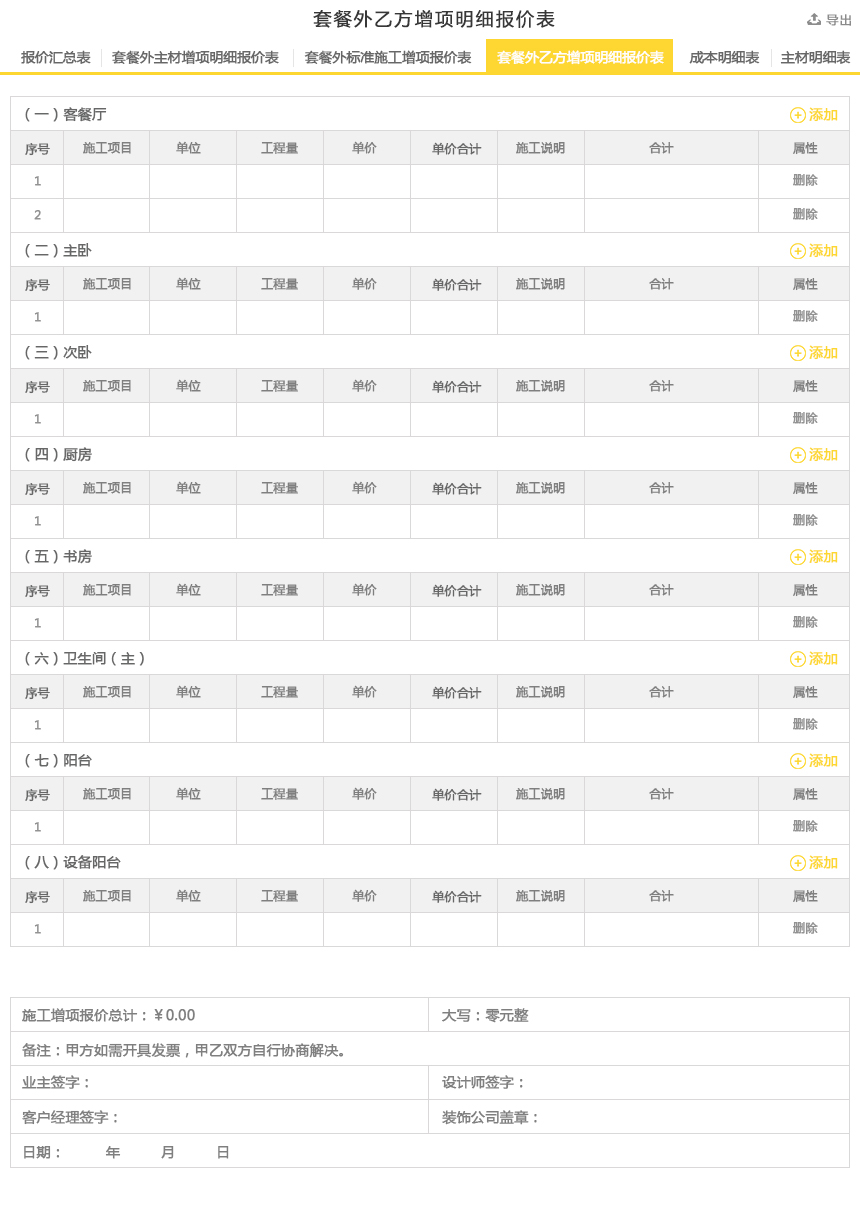 套餐外乙方增项明细报价表
导出
报价汇总表 套餐外主材增项明细报价表 套餐外标准施工增项报价表 套餐外乙方增项明细报价表 成本明细表 主材明细表
（一）客餐厅 添加
序号 施工项目 单位 工程量 单价 单价合计 施工说明 合计 属性
1 删除
2 删除
（二）主卧 添加
序号 施工项目 单位 工程量 单价 单价合计 施工说明 合计 属性
1 删除
（三）次卧 添加
序号 施工项目 单位 工程量 单价 单价合计 施工说明 合计 属性
1 删除
（四）厨房 添加
序号 施工项目 单位 工程量 单价 单价合计 施工说明 合计 属性
1 删除
（五）书房 添加
序号 施工项目 单位 工程量 单价 单价合计 施工说明 合计 属性
1 删除
（六）卫生间（主） 添加
序号 施工项目 单位 工程量 单价 单价合计 施工说明 合计 属性
1 删除
（七）阳台 添加
序号 施工项目 单位 工程量 单价 单价合计 施工说明 合计 属性
1 删除
（八）设备阳台 添加
序号 施工项目 单位 工程量 单价 单价合计 施工说明 合计 属性
1 删除
施工增项报价总计：¥0.00 大写：零元整
备注：甲方如需开具发票，甲乙双方自行协商解决。
业主签字： 设计师签字：
客户经理签字： 装饰公司盖章：
日期： 年 月 日